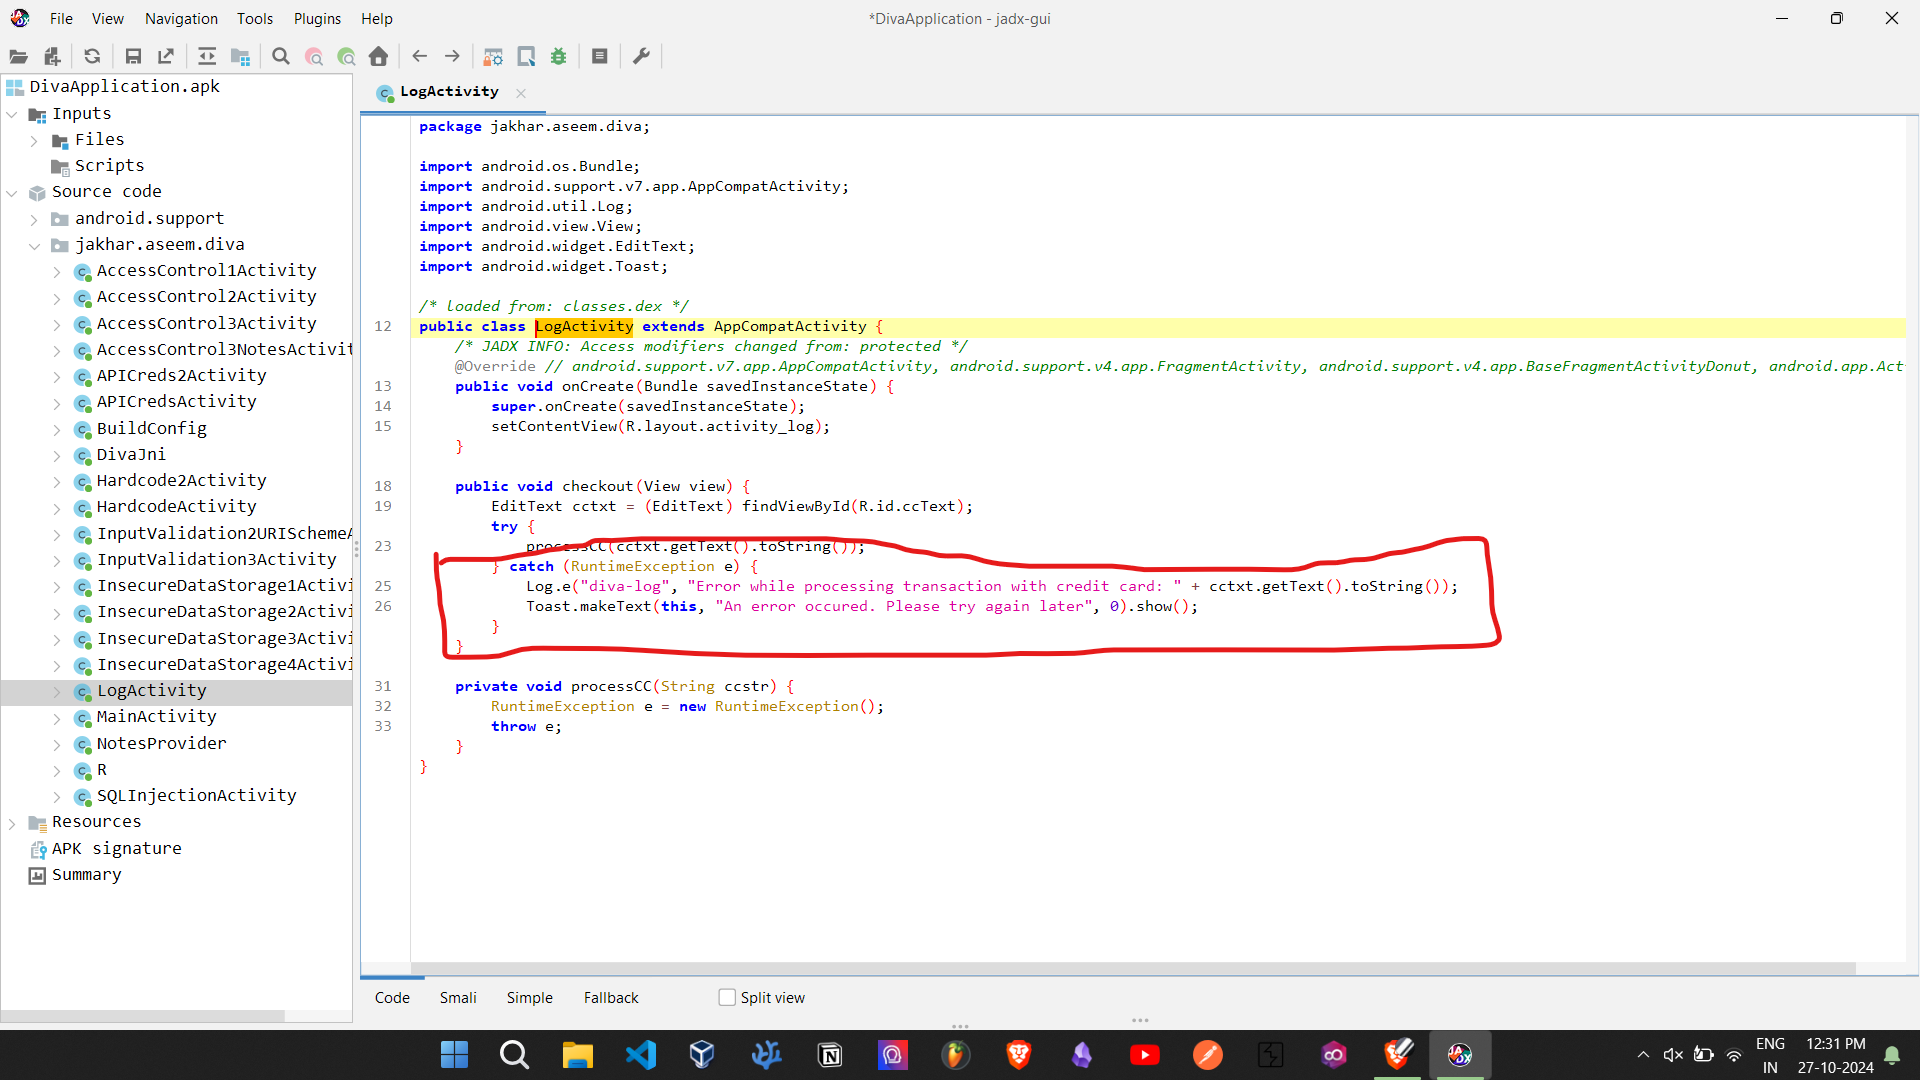 File View Navigation Tools Plugins Help
*DivaApplication - jadx-gui
DivaApplication.apk
Inputs
Files
Scripts
Source code
android.support
jakhar.aseem.diva
AccessControl1Activity
AccessControl2Activity
AccessControl3Activity
AccessControl3NotesActivit
APICreds2Activity
APICredsActivity
BuildConfig
DivaJni
Hardcode2Activity
HardcodeActivity
InputValidation2URISchemeA
InputValidation3Activity
InsecureDataStorage1Activi
InsecureDataStorage2Activi
InsecureDataStorage3Activi
InsecureDataStorage4Activi
LogActivity
MainActivity
NotesProvider
R
SQLInjectionActivity
Resources
APK signature
Summary
LogActivity
package jakhar.aseem.diva;
import android.os.Bundle;
import android.support.v7.app.AppCompatActivity;
import android.util.Log;
import android.view.View;
import android.widget.EditText;
import android.widget.Toast;
/* loaded from: classes.dex */
12 public class LogActivity extends AppCompatActivity {
/* JADX INFO: Access modifiers changed from: protected */
@Override // android.support.v7.app.AppCompatActivity, android.support.v4.app.FragmentActivity, android.support.v4.app.BaseFragmentActivityDonut, android.app.Act
13 public void onCreate(Bundle savedInstanceState) {
14 super.onCreate(savedInstanceState);
15 setContentView(R.layout.activity_log);
}
18 public void checkout(View view) {
19 EditText cctxt = (EditText) findViewById(R.id.ccText);
try {
23 processCC(cctxt.getText().toString());
} catch (RuntimeException e) {
25 Log.e("diva-log", "Error while processing transaction with credit card: " + cctxt.getText().toString());
26 Toast.makeText(this, "An error occured. Please try again later", 0).show();
}
}
31 private void processCC(String ccstr) {
32 RuntimeException e = new RuntimeException();
33 throw e;
}
}
Code Smali Simple Fallback Split view
ENG
IN
12:31 PM
27-10-2024